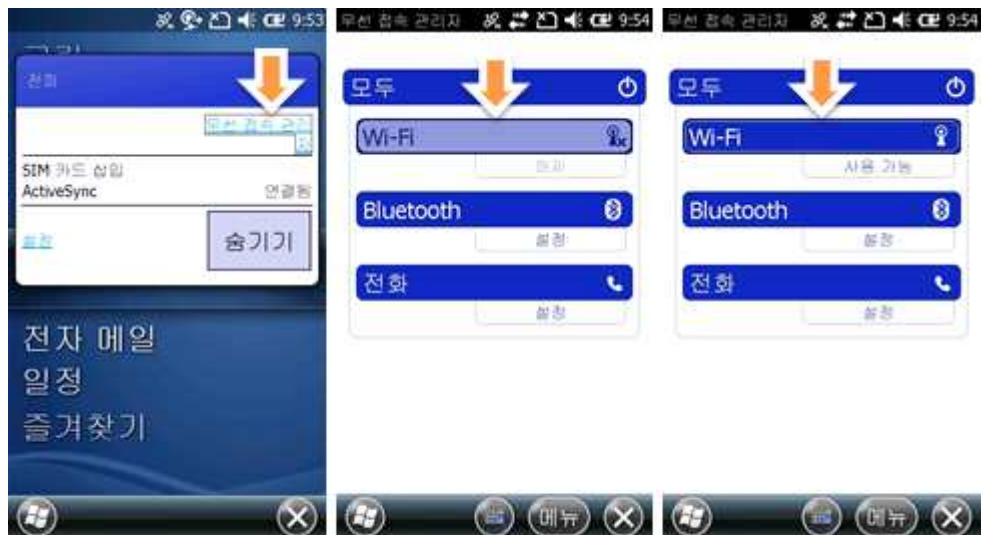 9:53
전화
무선 접속 관리
SIM 카드 삽입
ActiveSync 연결됨
설정
숨기기
전자 메일
일정
즐겨찾기
무선 접속 관리자 9:54
모두
Wi-Fi
Bluetooth
설정
전화
설정
메뉴
무선 접속 관리자 9:54
모두
Wi-Fi
사용 가능
Bluetooth
설정
전화
설정
메뉴